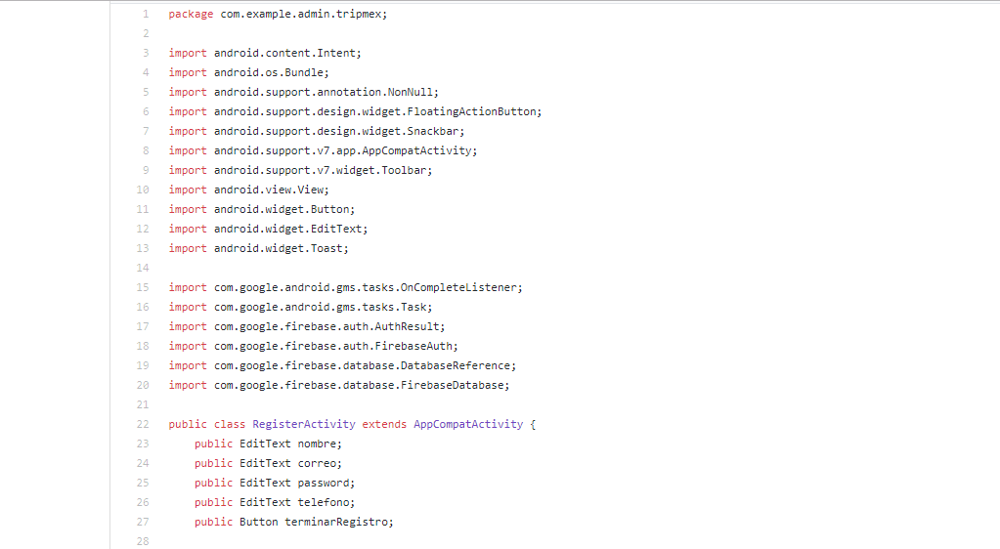 1 package com.example.admin.tripmex;
2
3 import android.content.Intent;
4 import android.os.Bundle;
5 import android.support.annotation.NonNull;
6 import android.support.design.widget.FloatingActionButton;
7 import android.support.design.widget.Snackbar;
8 import android.support.v7.app.AppCompatActivity;
9 import android.support.v7.widget.Toolbar;
10 import android.view.View;
11 import android.widget.Button;
12 import android.widget.EditText;
13 import android.widget.Toast;
14
15 import com.google.android.gms.tasks.OnCompleteListener;
16 import com.google.android.gms.tasks.Task;
17 import com.google.firebase.auth.AuthResult;
18 import com.google.firebase.auth.FirebaseAuth;
19 import com.google.firebase.database.DatabaseReference;
20 import com.google.firebase.database.FirebaseDatabase;
21
22 public class RegisterActivity extends AppCompatActivity {
23     public EditText nombre;
24     public EditText correo;
25     public EditText password;
26     public EditText telefono;
27     public Button terminarRegistro;
28